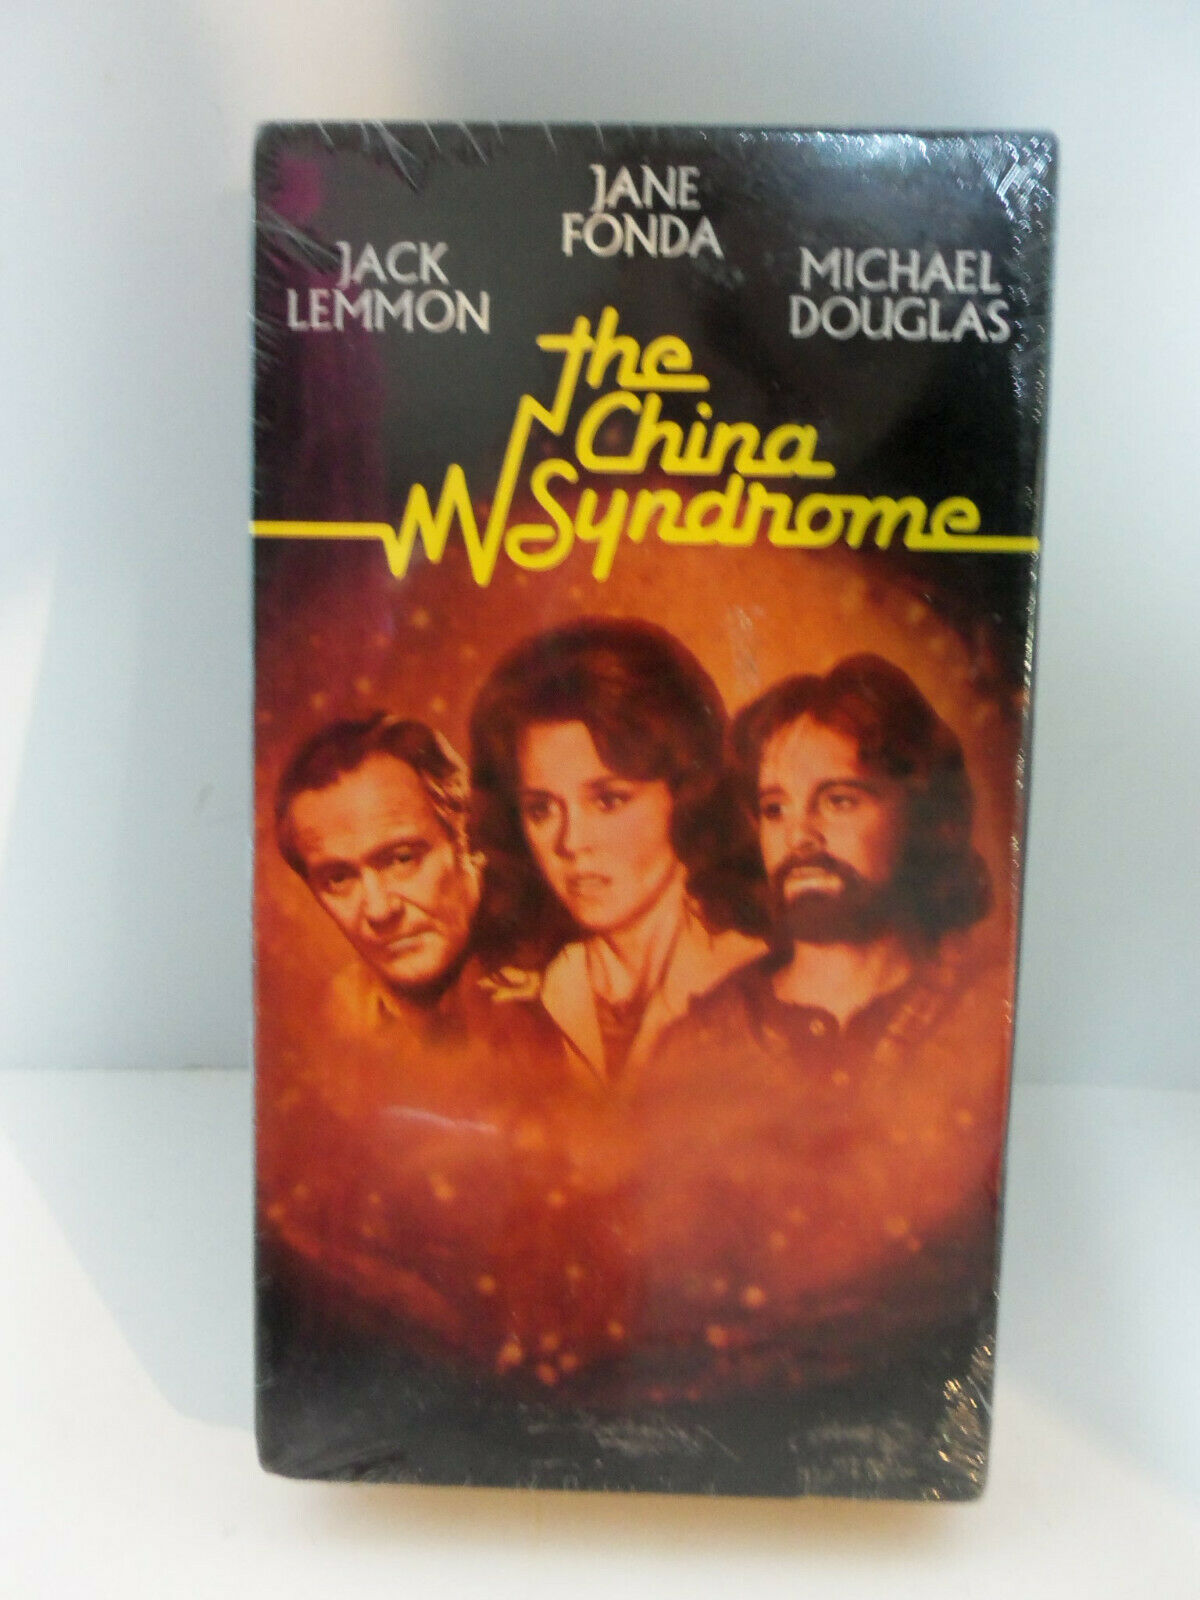 JANE
FONDA
JACK
LEMMON
MICHAEL
DOUGLAS
the
China
Syndrome